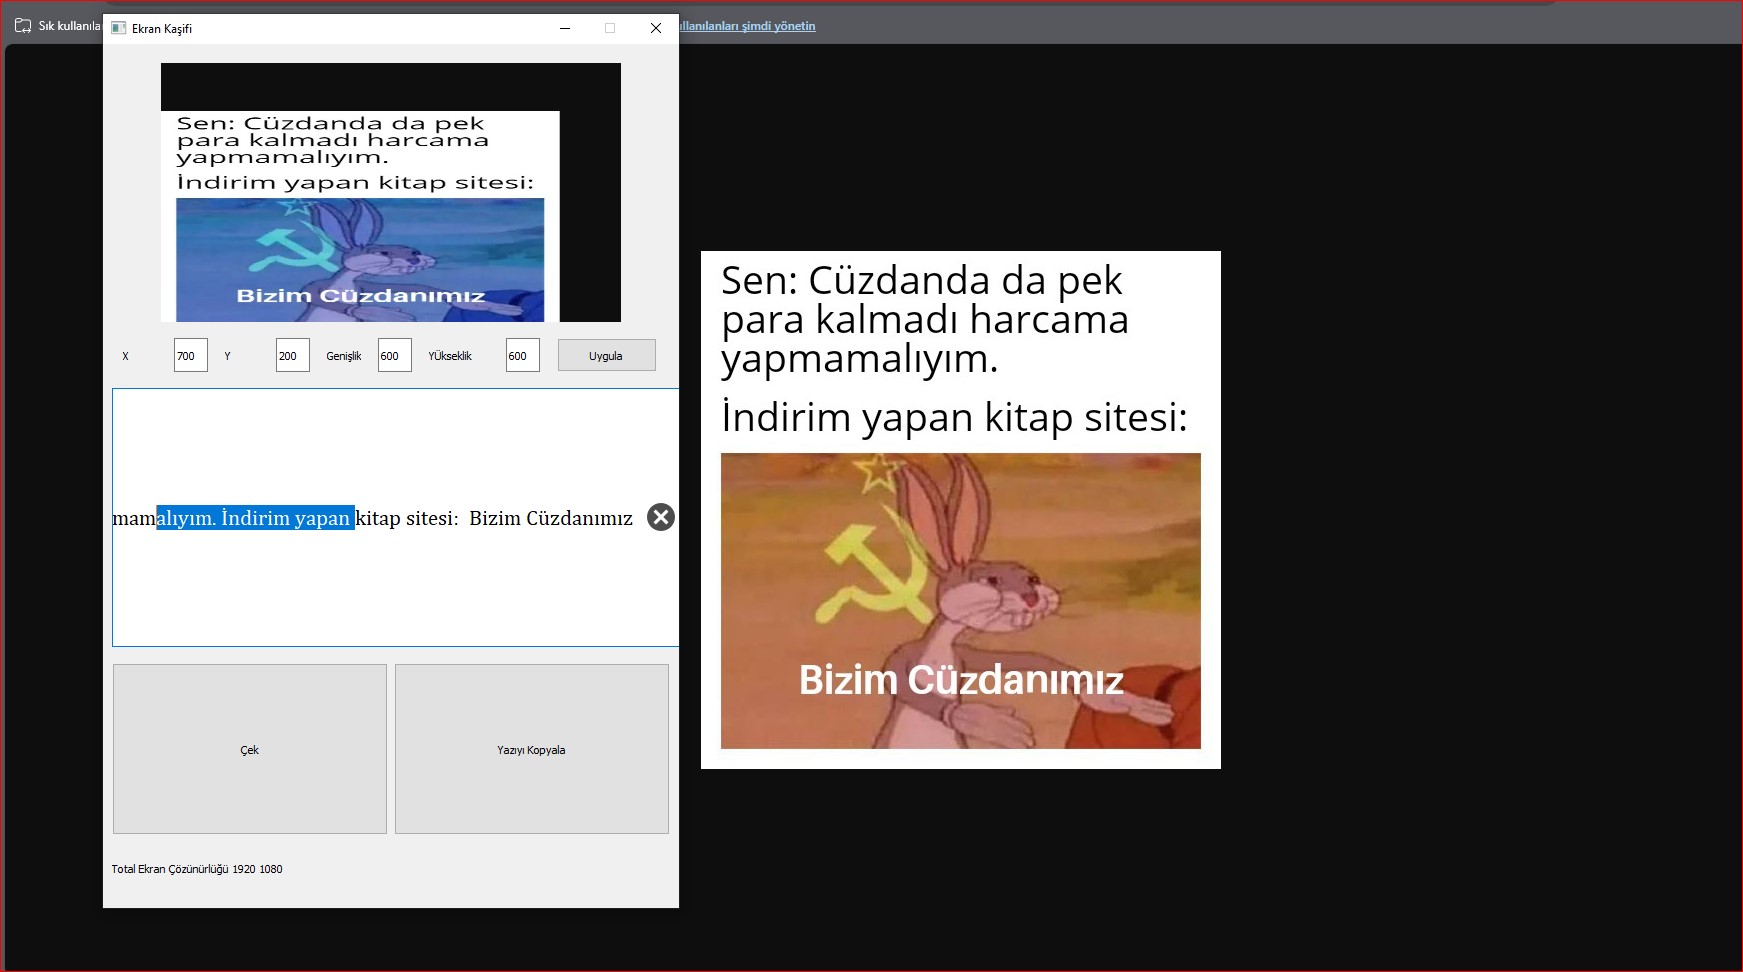 Sık kullanıla
ullanılanları şimdi yönetin
Ekran Kaşifi
Sen: Cüzdanda da pek
para kalmadı harcama
yapmamalıyım.
İndirim yapan kitap sitesi:
Bizim Cüzdanımız
X 700 Y 200 Genişlik 600 YÜkseklik 600 Uygula
mamalıyım. İndirim yapan kitap sitesi: Bizim Cüzdanımız
Çek
Yazıyı Kopyala
Total Ekran Çözünürlüğü 1920 1080
Sen: Cüzdanda da pek
para kalmadı harcama
yapmamalıyım.
İndirim yapan kitap sitesi:
Bizim Cüzdanımız